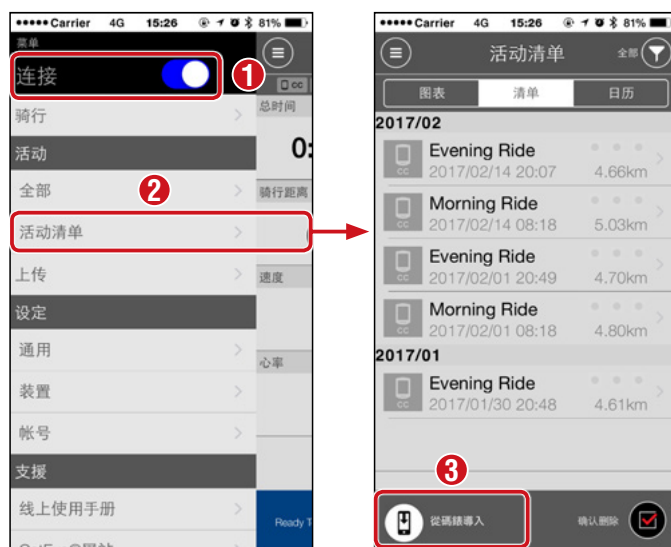 Carrier 4G 15:26 81%
菜单
连接
1
cc
骑行
总时间
0:
活动
全部
2
骑行距离
活动清单
上传
速度
设定
通用
心率
装置
帐号
支援
线上使用手册
Ready T
Carrier 4G 15:26 81%
活动清单
全部
图表 清单 日历
2017/02
Evening Ride
cc 2017/02/14 20:07 4.66km
Morning Ride
cc 2017/02/14 08:18 5.03km
Evening Ride
cc 2017/02/01 20:49 4.70km
Morning Ride
cc 2017/02/01 08:18 4.80km
2017/01
Evening Ride
cc 2017/01/30 20:48 4.61km
3
從碼錶導入 确认删除